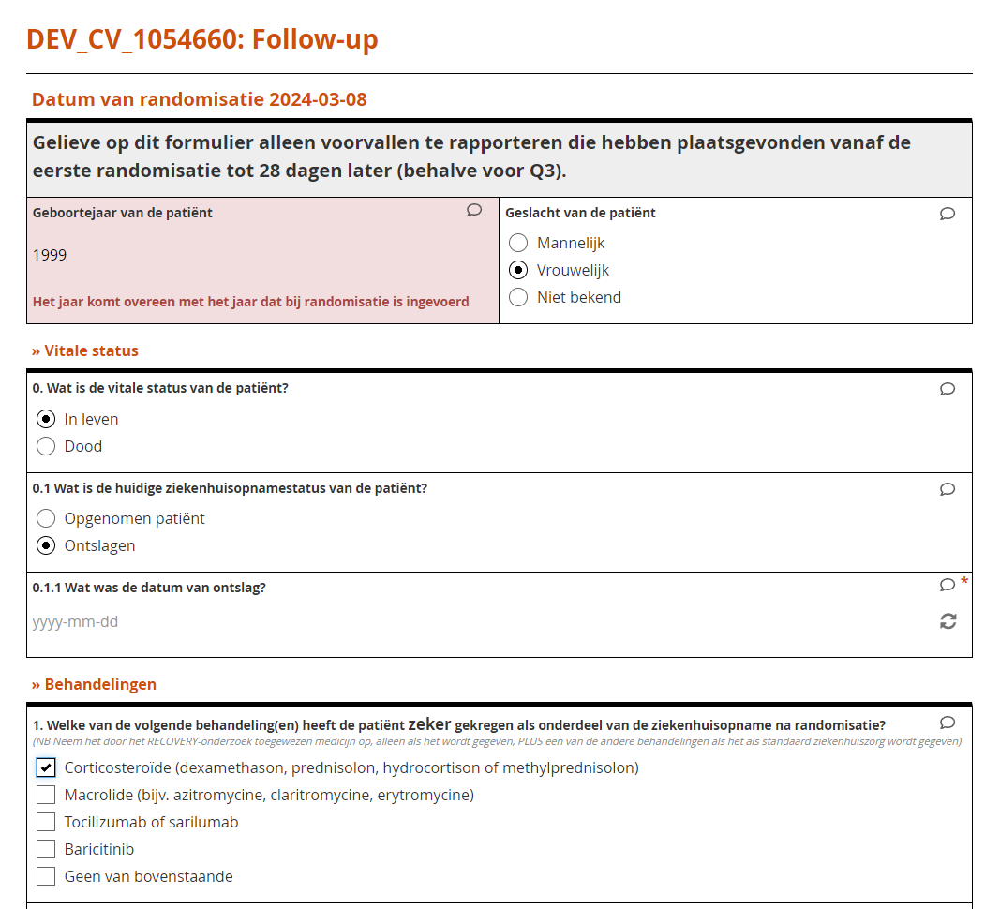 DEV_CV_1054660: Follow-up
Datum van randomisatie 2024-03-08
Gelieve op dit formulier alleen voorvallen te rapporteren die hebben plaatsgevonden vanaf de
eerste randomisatie tot 28 dagen later (behalve voor Q3).
Geboortejaar van de patiënt
1999
Het jaar komt overeen met het jaar dat bij randomisatie is ingevoerd
Geslacht van de patiënt
Mannelijk
Vrouwelijk
Niet bekend
» Vitale status
0. Wat is de vitale status van de patiënt?
In leven
Dood
0.1 Wat is de huidige ziekenhuisopnamestatus van de patiënt?
Opgenomen patiënt
Ontslagen
0.1.1 Wat was de datum van ontslag?
*
yyyy-mm-dd
» Behandelingen
1. Welke van de volgende behandeling(en) heeft de patiënt zeker gekregen als onderdeel van de ziekenhuisopname na randomisatie?
(NB Neem het door het RECOVERY-onderzoek toegewezen medicijn op, alleen als het wordt gegeven, PLUS een van de andere behandelingen als het als standaard ziekenhuiszorg wordt gegeven)
Corticosteroïde (dexamethason, prednisolon, hydrocortison of methylprednisolon)
Macrolide (bijv. azitromycine, claritromycine, erytromycine)
Tocilizumab of sarilumab
Baricitinib
Geen van bovenstaande